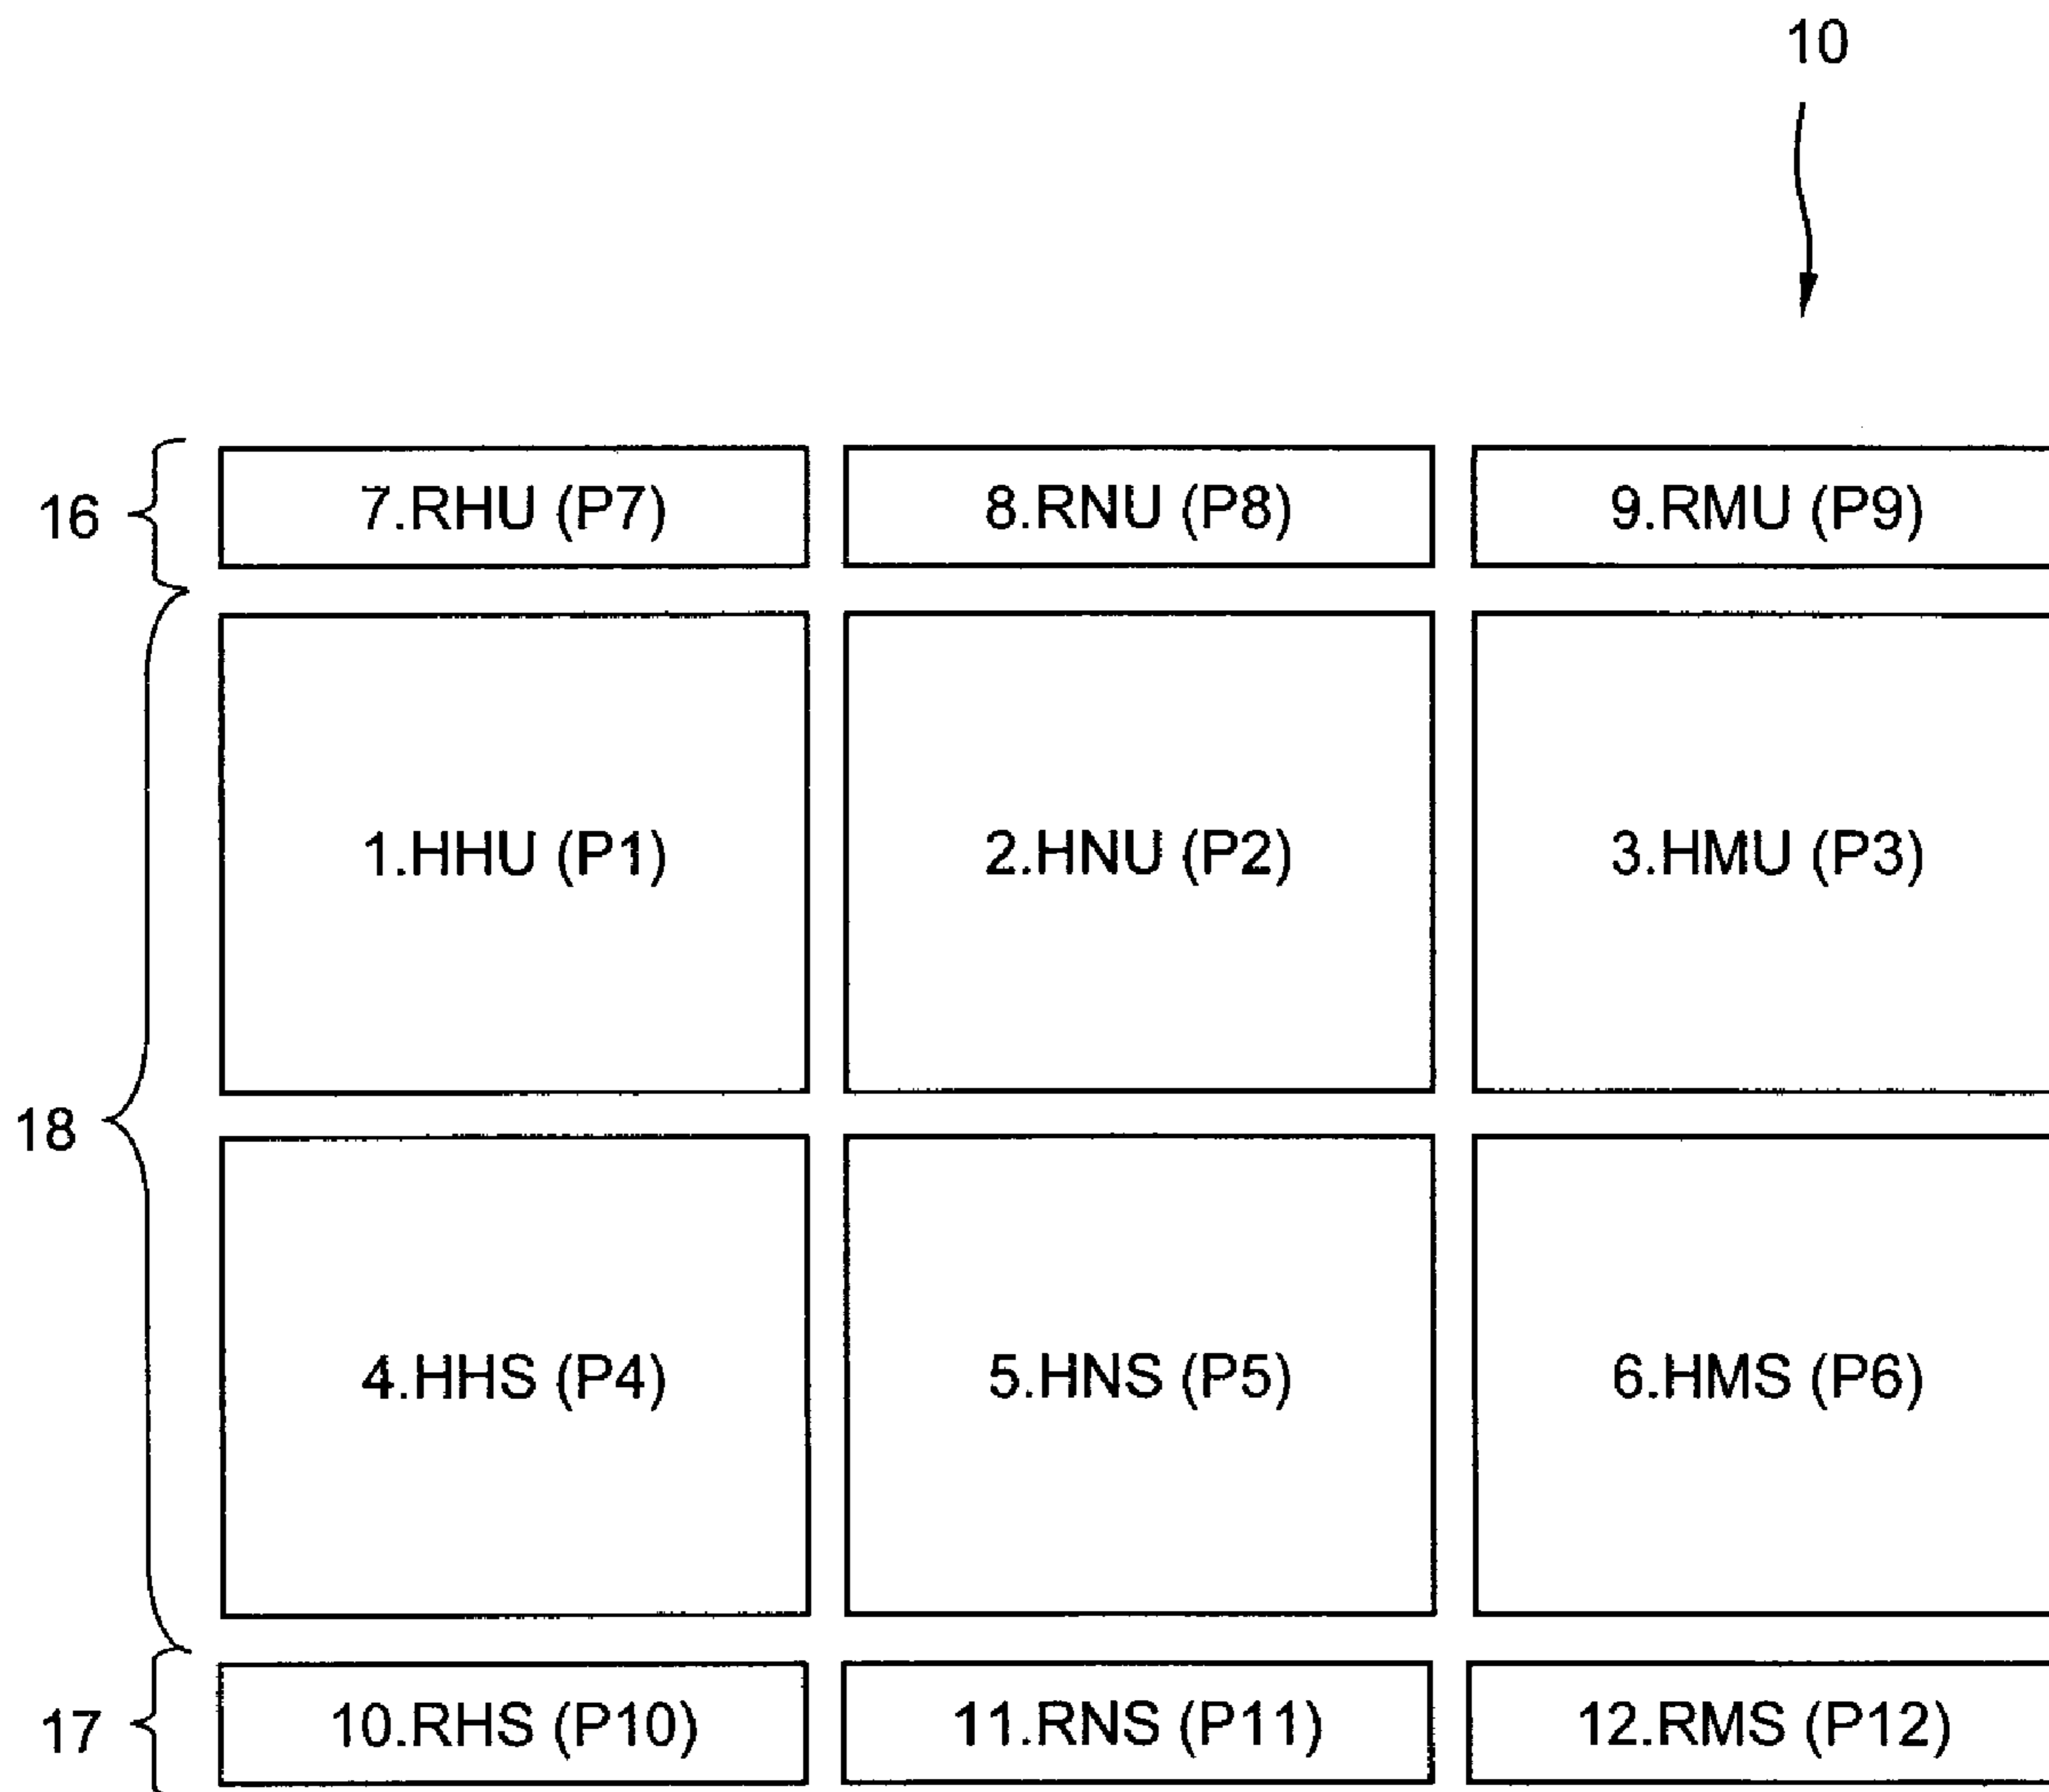 10
16
7.RHU (P7) 8.RNU (P8) 9.RMU (P9)
1.HHU (P1) 2.HNU (P2) 3.HMU (P3)
18
4.HHS (P4) 5.HNS (P5) 6.HMS (P6)
17
10.RHS (P10) 11.RNS (P11) 12.RMS (P12)